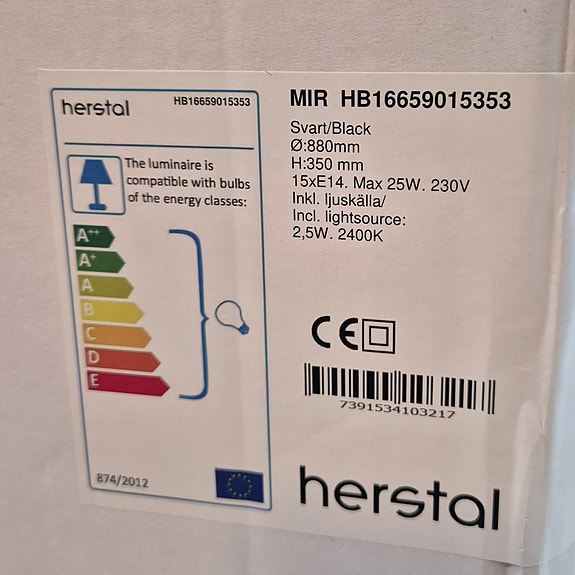 herstal HB16659015353
The luminaire is
compatible with bulbs
of the energy classes:
A++
A+
A
B
C
D
E
874/2012
MIR HB16659015353
Svart/Black
Ø:880mm
H:350 mm
15xE14. Max 25W. 230V
Inkl. ljuskälla/
Incl. lightsource:
2,5W. 2400K
CE
7391534103217
herstal